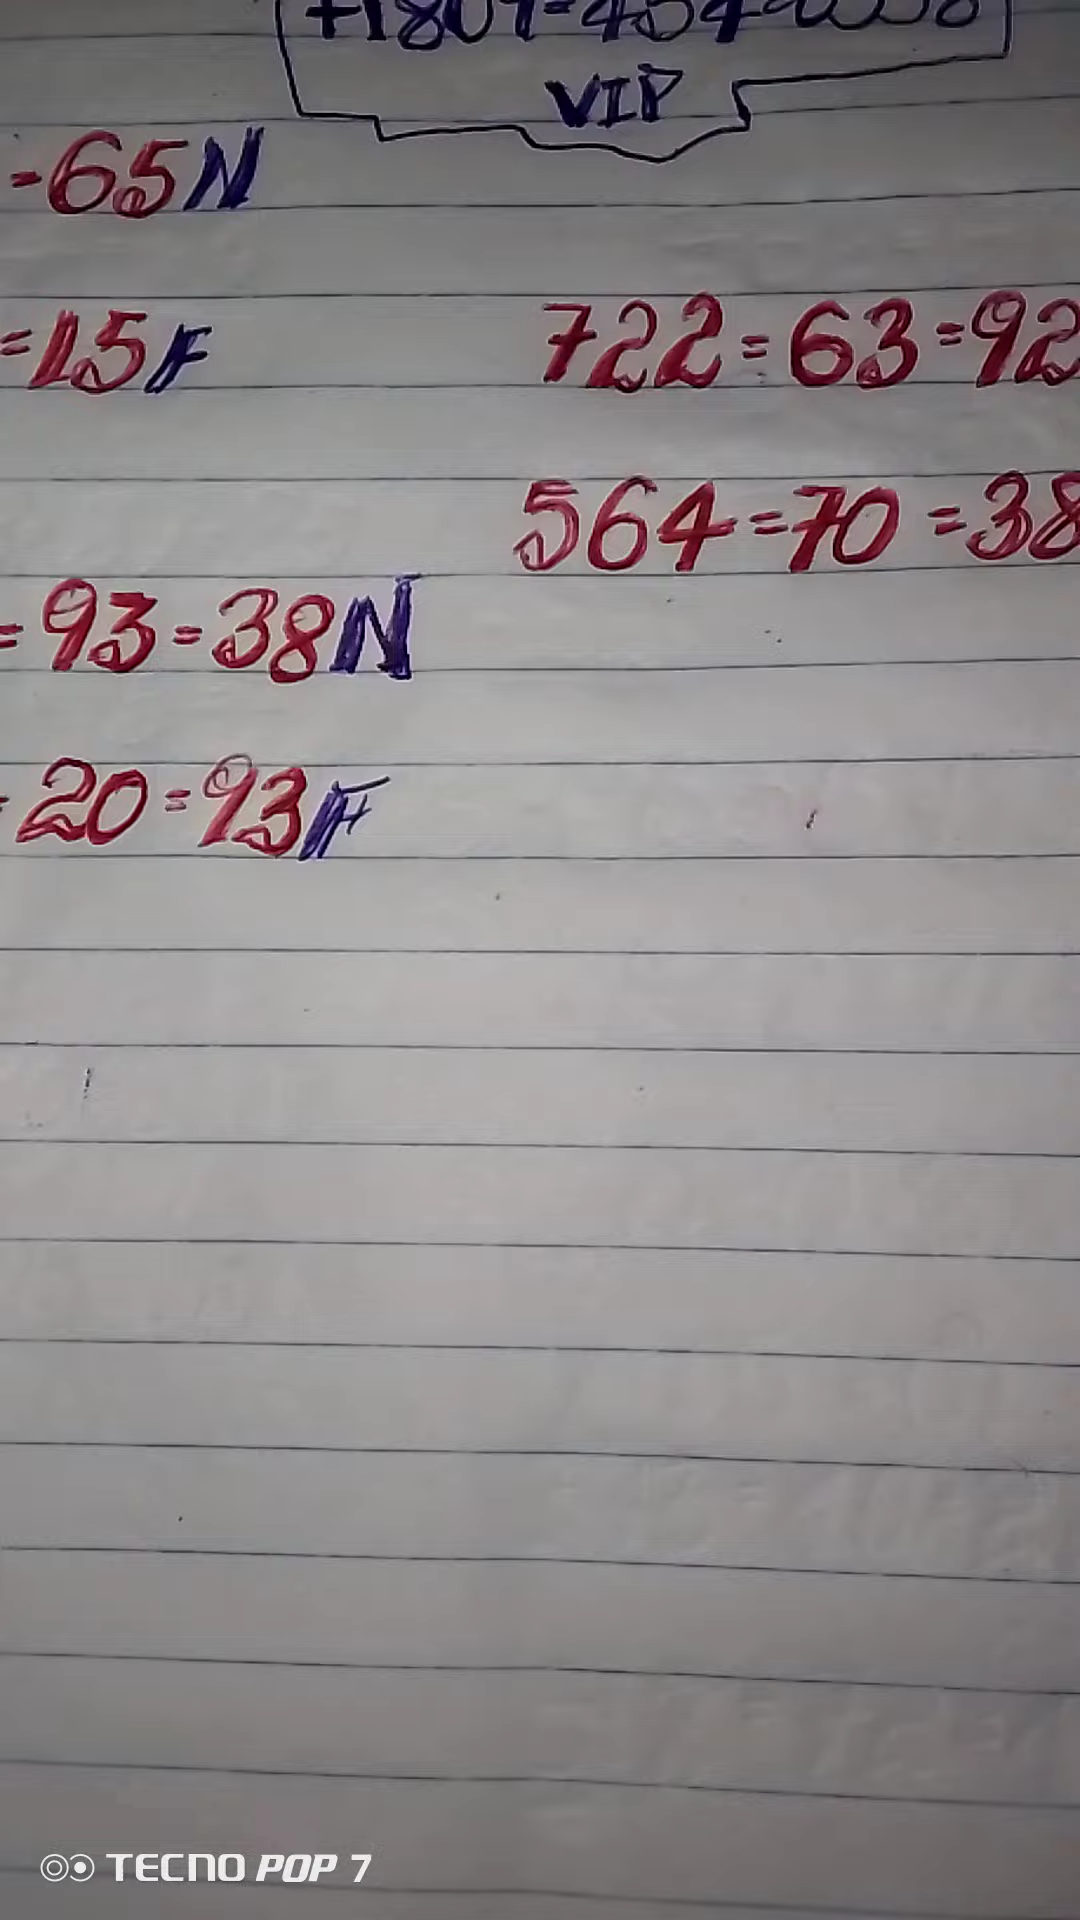 VIP
-65N
=15F
722=63=92
564=70=38
=93=38N
20=93F
TECNO POP 7